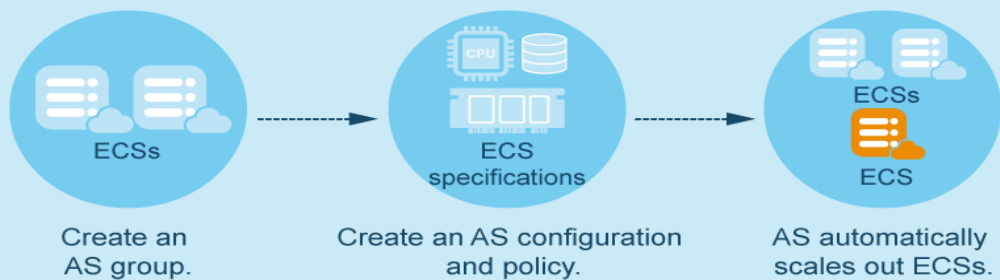 ECSs
Create an
AS group.
CPU
ECS
specifications
Create an AS configuration
and policy.
ECSs
ECS
AS automatically
scales out ECSs.